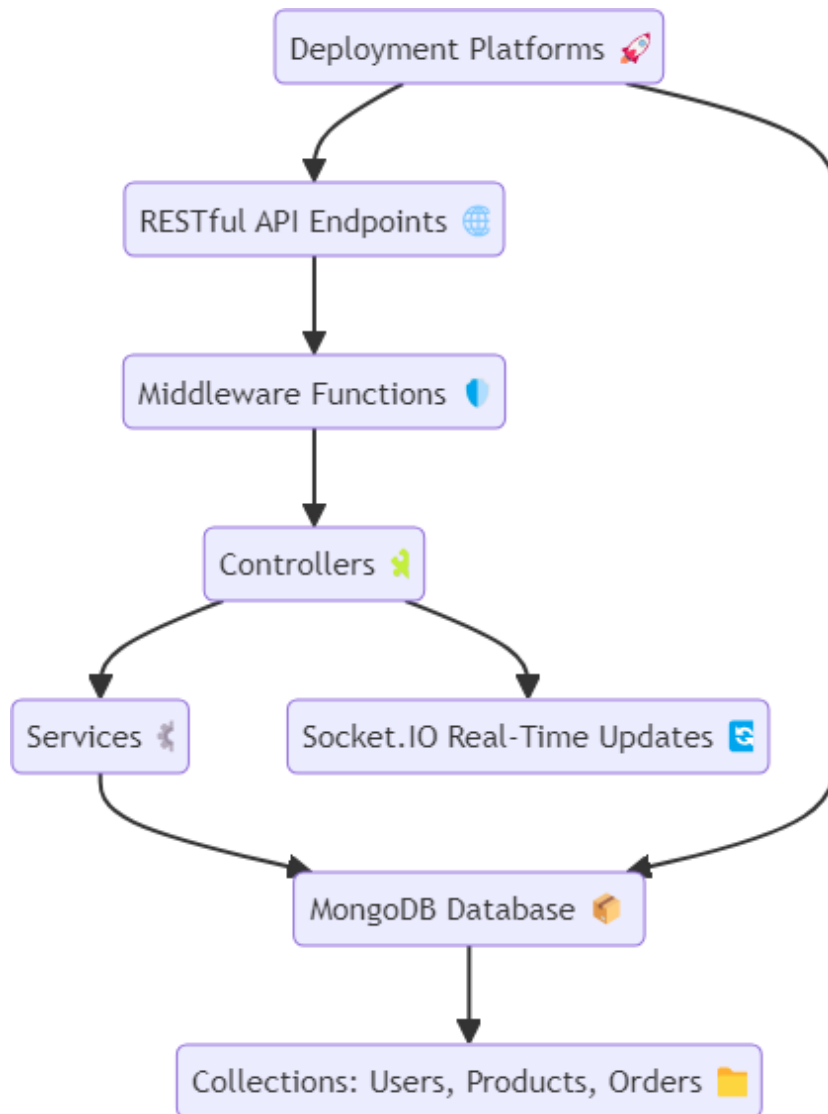 Deployment Platforms 🚀
RESTful API Endpoints 🌐
Middleware Functions 🛡️
Controllers 🧩
Services ⚙️
Socket.IO Real-Time Updates 🔄
MongoDB Database 📦
Collections: Users, Products, Orders 📁